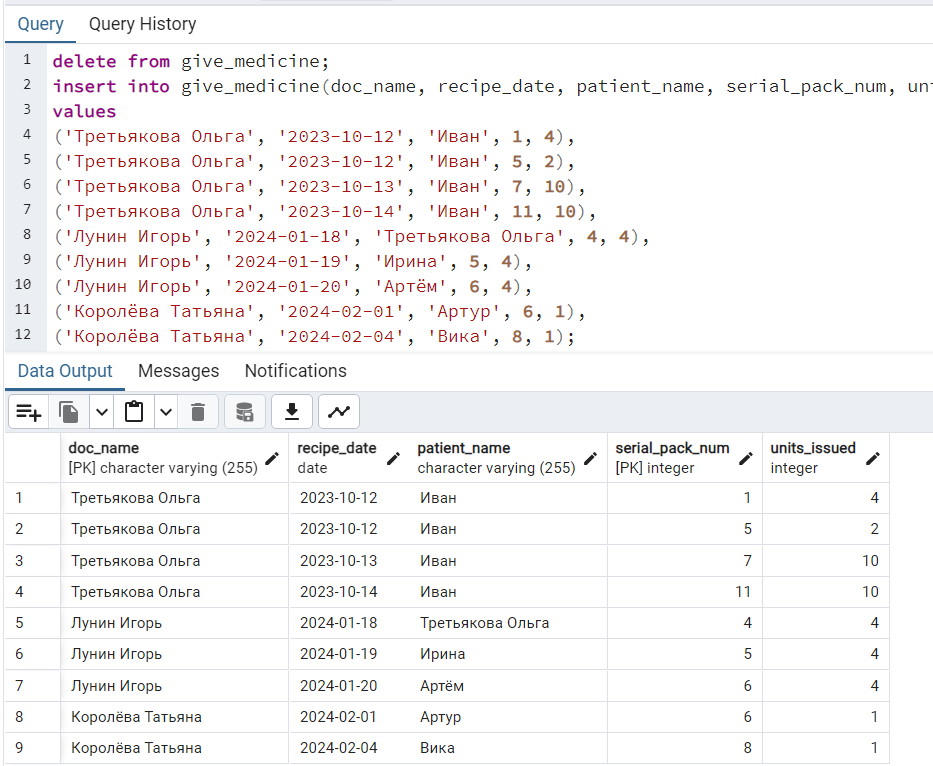 Query Query History
1 delete from give_medicine;
2 insert into give_medicine(doc_name, recipe_date, patient_name, serial_pack_num,
3 values
4 ('Третьякова Ольга', '2023-10-12', 'Иван', 1, 4),
5 ('Третьякова Ольга', '2023-10-12', 'Иван', 5, 2),
6 ('Третьякова Ольга', '2023-10-13', 'Иван', 7, 10),
7 ('Третьякова Ольга', '2023-10-14', 'Иван', 11, 10),
8 ('Лунин Игорь', '2024-01-18', 'Третьякова Ольга', 4, 4),
9 ('Лунин Игорь', '2024-01-19', 'Ирина', 5, 4),
10 ('Лунин Игорь', '2024-01-20', 'Артём', 6, 4),
11 ('Королёва Татьяна', '2024-02-01', 'Артур', 6, 1),
12 ('Королёва Татьяна', '2024-02-04', 'Вика', 8, 1);
Data Output Messages Notifications
doc_name recipe_date patient_name serial_pack_num units_issued
[PK] character varying (255) date character varying (255) [PK] integer integer
1 Третьякова Ольга 2023-10-12 Иван 1 4
2 Третьякова Ольга 2023-10-12 Иван 5 2
3 Третьякова Ольга 2023-10-13 Иван 7 10
4 Третьякова Ольга 2023-10-14 Иван 11 10
5 Лунин Игорь 2024-01-18 Третьякова Ольга 4 4
6 Лунин Игорь 2024-01-19 Ирина 5 4
7 Лунин Игорь 2024-01-20 Артём 6 4
8 Королёва Татьяна 2024-02-01 Артур 6 1
9 Королёва Татьяна 2024-02-04 Вика 8 1